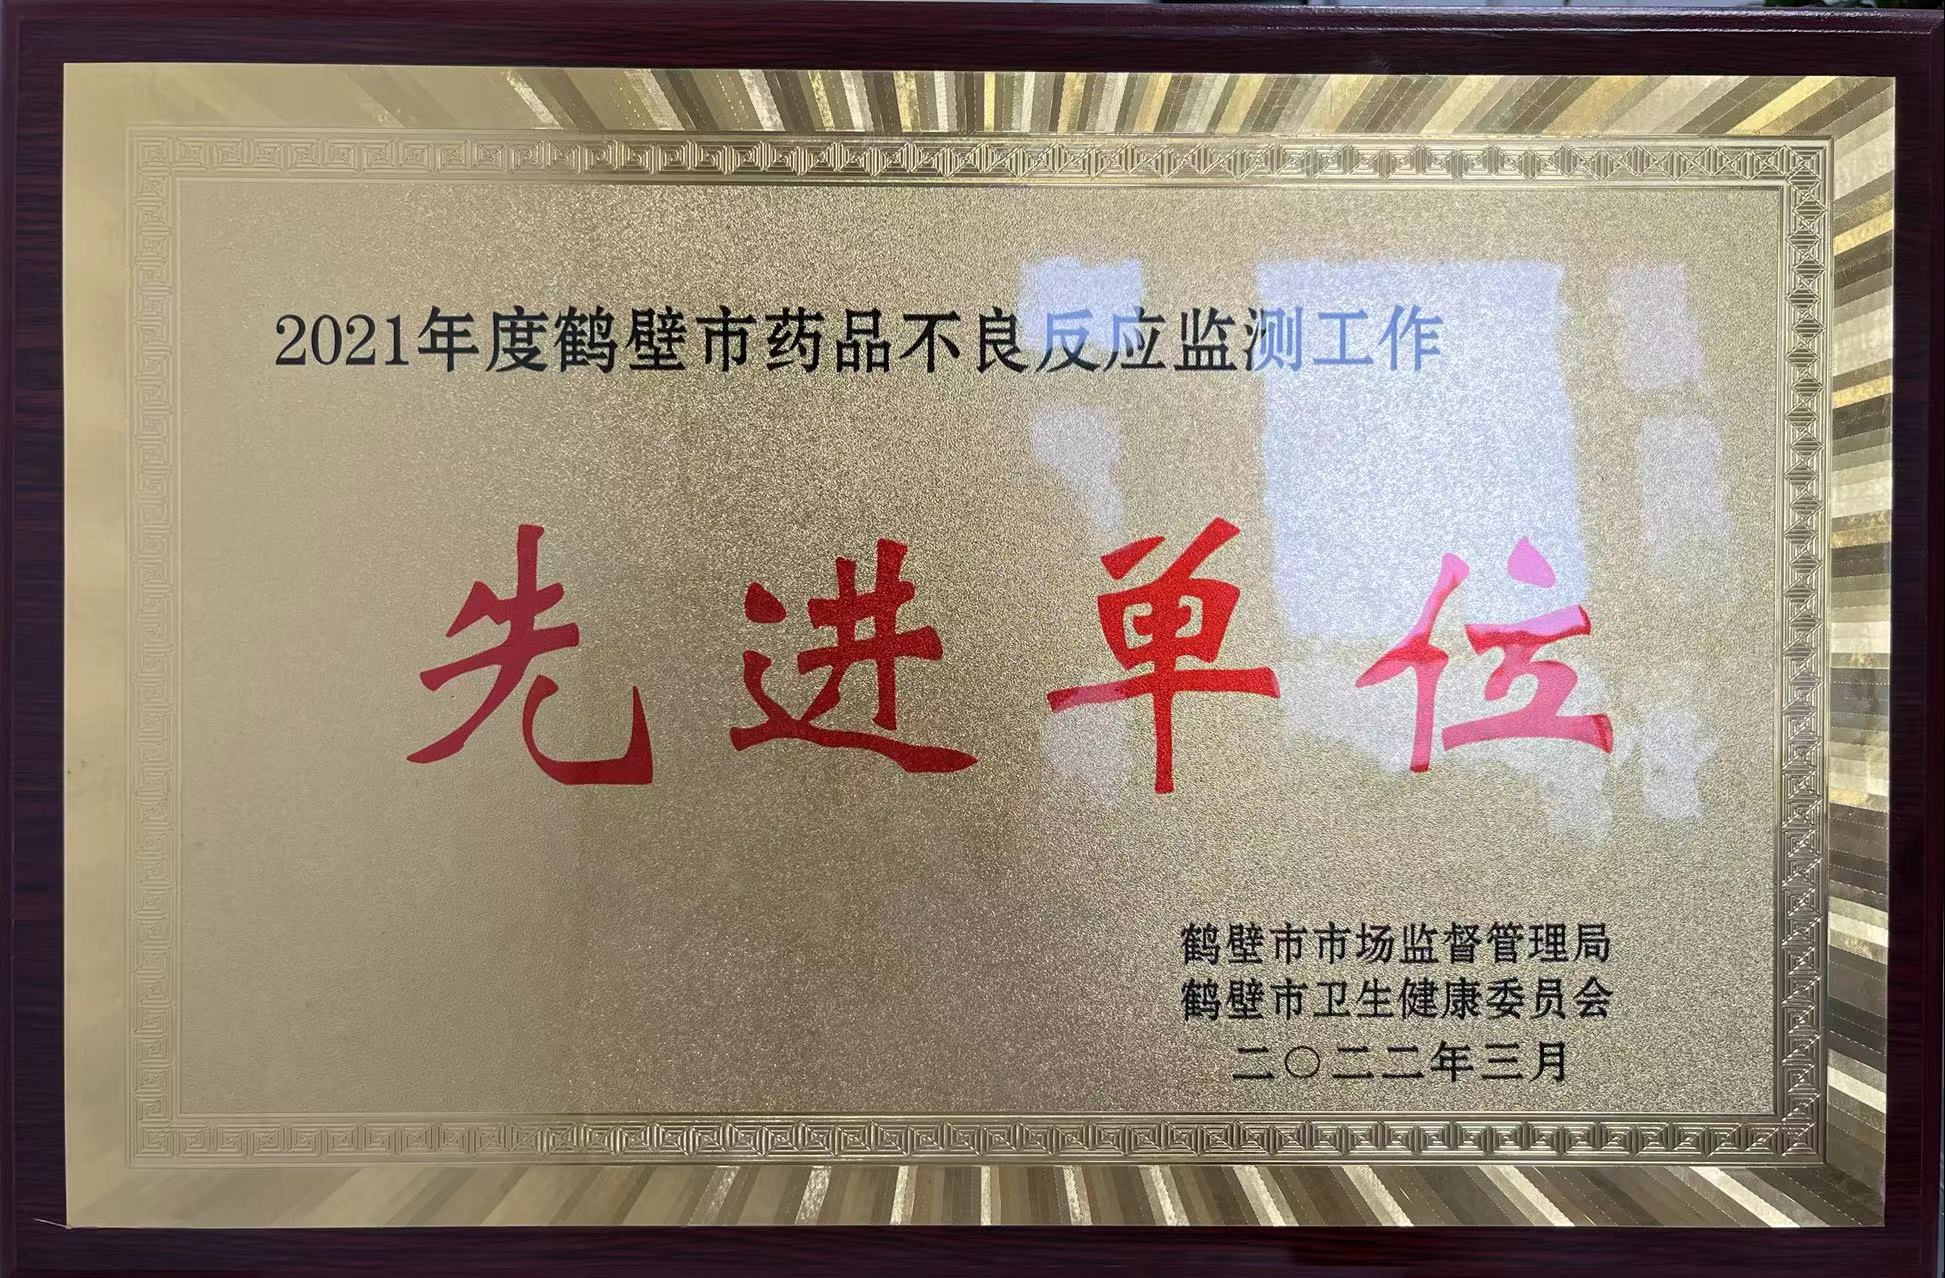 2021年度鹤壁市药品不良反应监测工作
先进单位
鹤壁市市场监督管理局
鹤壁市卫生健康委员会
二〇二二年三月